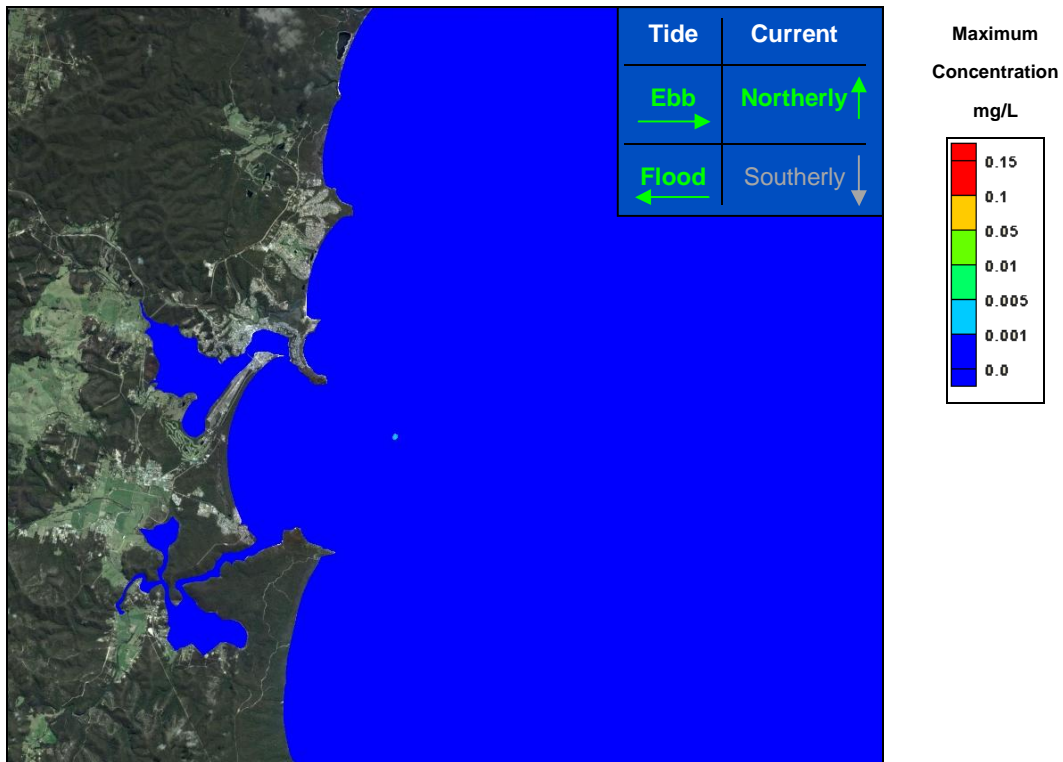 Tide Current
Ebb Northerly
Flood Southerly
Maximum
Concentration
mg/L
0.15
0.1
0.05
0.01
0.005
0.001
0.0